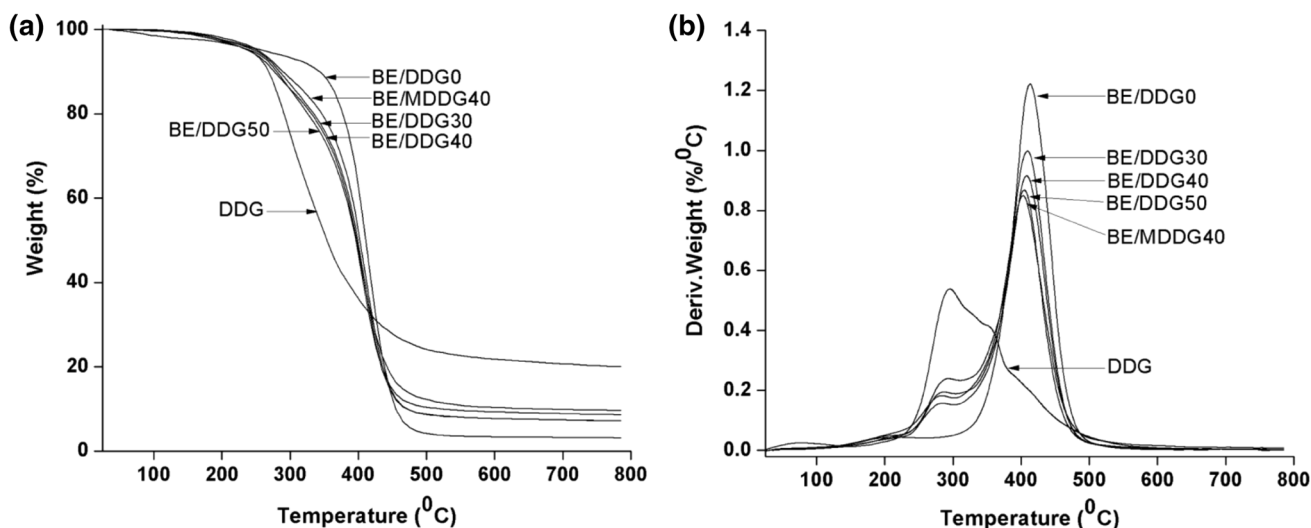 (a)
100
80
60
40
20
0
Weight (%)
BE/DDG0
BE/MDDG40
BE/DDG30
BE/DDG50
BE/DDG40
DDG
100 200 300 400 500 600 700 800
Temperature (⁰C)
(b)
1.4
1.2
1.0
0.8
0.6
0.4
0.2
0.0
Deriv.Weight (%/⁰C)
BE/DDG0
BE/DDG30
BE/DDG40
BE/DDG50
BE/MDDG40
DDG
100 200 300 400 500 600 700 800
Temperature (⁰C)